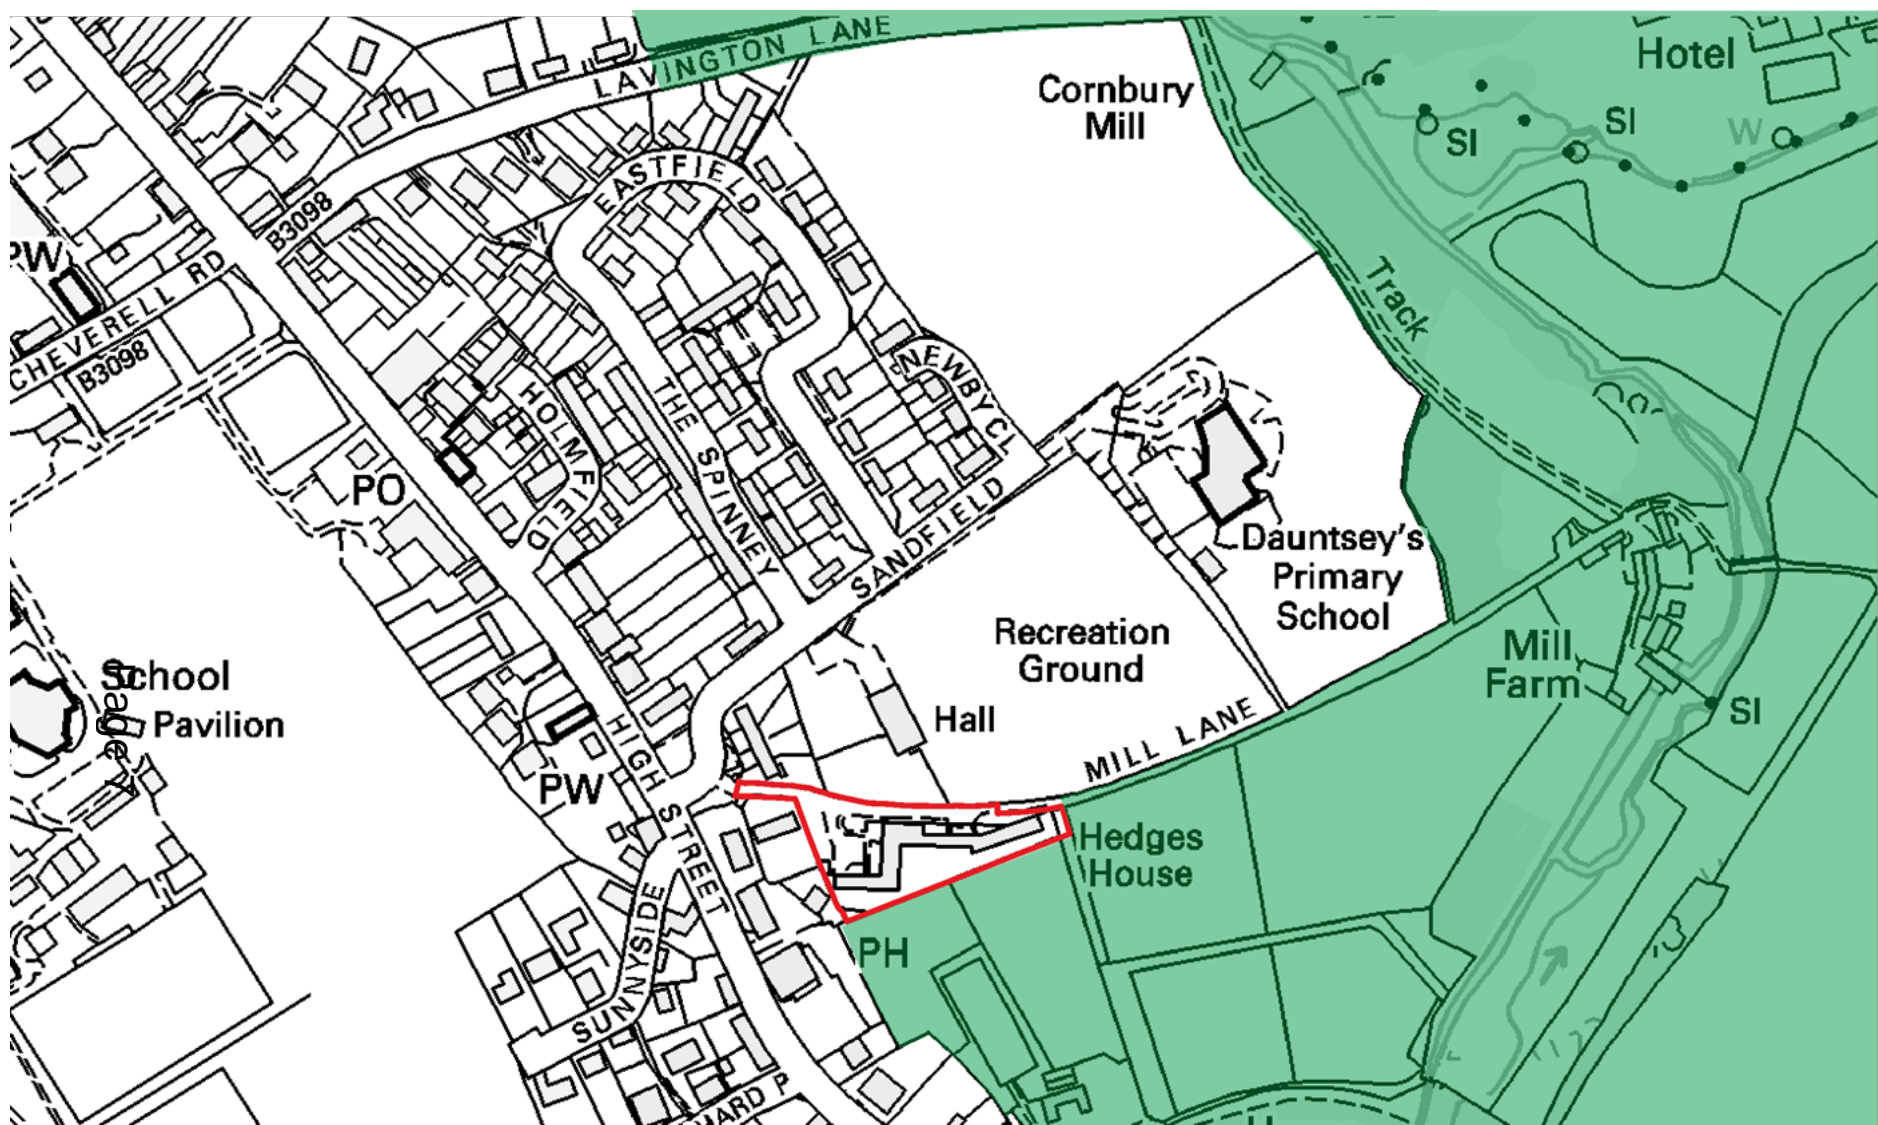 LAVINGTON LANE
Hotel
Cornbury
Mill
SI
SI
W
EASTFIELD
B3098
PW
CHEVERELL RD
B3098
Track
NEWBY CL
HOLMFIELD
THE SPINNEY
PO
SANDFIELD
Dauntsey's
Primary
School
Recreation
Ground
Mill
Farm
School
Page 7
Pavilion
Hall
SI
MILL LANE
PW
HIGH STREET
Hedges
House
SUNNYSIDE
PH